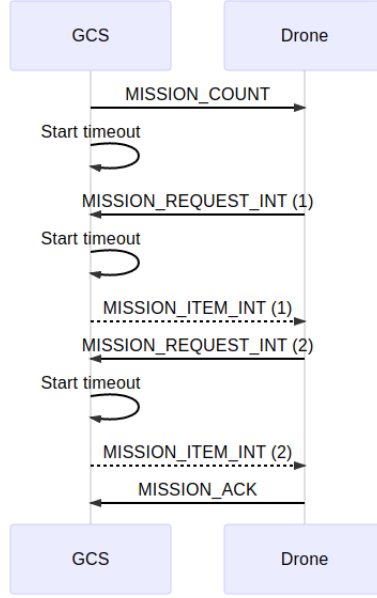 GCS
Drone
MISSION_COUNT
Start timeout
MISSION_REQUEST_INT (1)
Start timeout
MISSION_ITEM_INT (1)
MISSION_REQUEST_INT (2)
Start timeout
MISSION_ITEM_INT (2)
MISSION_ACK
GCS
Drone